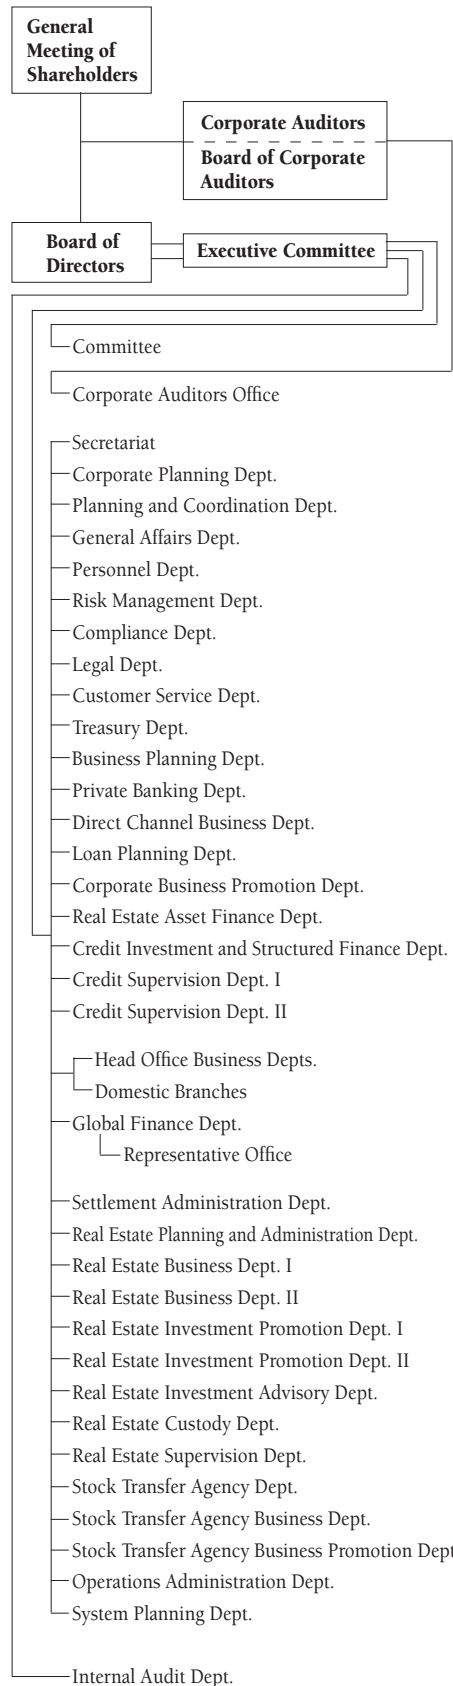 General
Meeting of
Shareholders
Corporate Auditors
Board of Corporate
Auditors
Board of
Directors
Executive Committee
Committee
Corporate Auditors Office
Secretariat
Corporate Planning Dept.
Planning and Coordination Dept.
General Affairs Dept.
Personnel Dept.
Risk Management Dept.
Compliance Dept.
Legal Dept.
Customer Service Dept.
Treasury Dept.
Business Planning Dept.
Private Banking Dept.
Direct Channel Business Dept.
Loan Planning Dept.
Corporate Business Promotion Dept.
Real Estate Asset Finance Dept.
Credit Investment and Structured Finance Dept.
Credit Supervision Dept. I
Credit Supervision Dept. II
Head Office Business Depts.
Domestic Branches
Global Finance Dept.
Representative Office
Settlement Administration Dept.
Real Estate Planning and Administration Dept.
Real Estate Business Dept. I
Real Estate Business Dept. II
Real Estate Investment Promotion Dept. I
Real Estate Investment Promotion Dept. II
Real Estate Investment Advisory Dept.
Real Estate Custody Dept.
Real Estate Supervision Dept.
Stock Transfer Agency Dept.
Stock Transfer Agency Business Dept.
Stock Transfer Agency Business Promotion Dept
Operations Administration Dept.
System Planning Dept.
Internal Audit Dept.